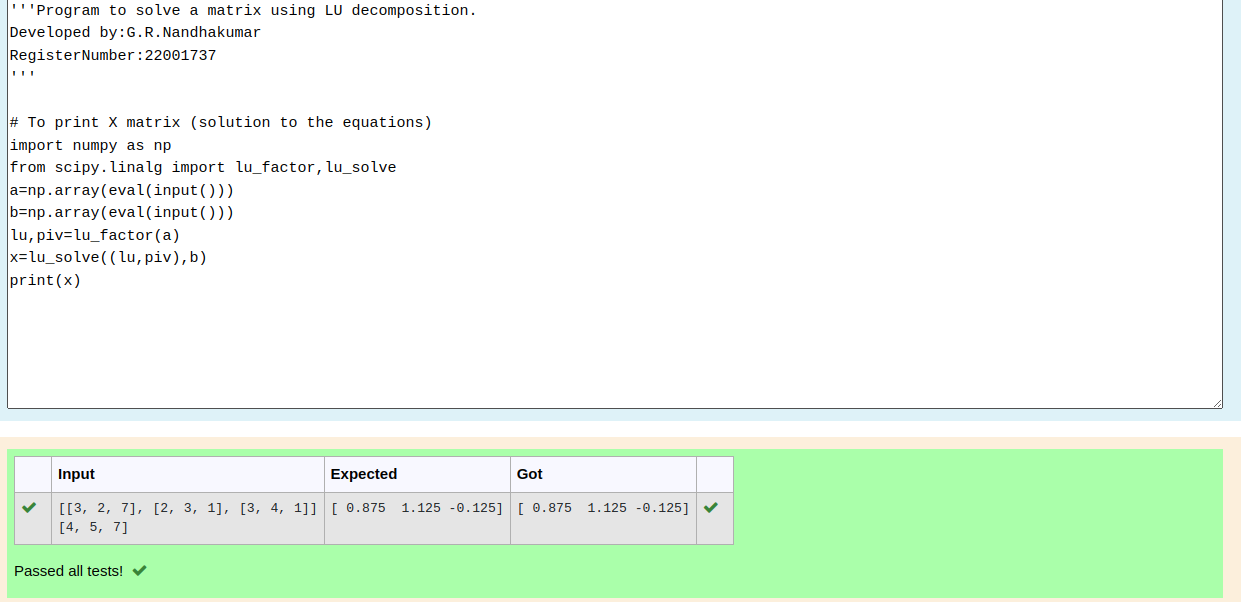 '''Program to solve a matrix using LU decomposition.
Developed by:G.R.Nandhakumar
RegisterNumber:22001737
'''
# To print X matrix (solution to the equations)
import numpy as np
from scipy.linalg import lu_factor,lu_solve
a=np.array(eval(input()))
b=np.array(eval(input()))
lu,piv=lu_factor(a)
x=lu_solve((lu,piv),b)
print(x)
Input Expected Got
[[3, 2, 7], [2, 3, 1], [3, 4, 1]] [ 0.875  1.125 -0.125] [ 0.875  1.125 -0.125]
[4, 5, 7]
Passed all tests!